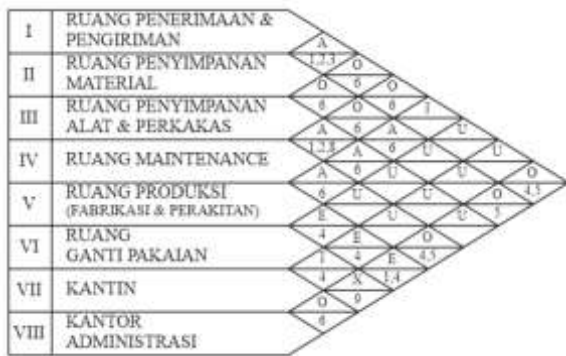 I RUANG PENERIMAAN &
PENGIRIMAN
II RUANG PENYIMPANAN
MATERIAL
III RUANG PENYIMPANAN
ALAT & PERKAKAS
IV RUANG MAINTENANCE
V RUANG PRODUKSI
(FABRIKASI & PERAKITAN)
VI RUANG
GANTI PAKAIAN
VII KANTIN
VIII KANTOR
ADMINISTRASI
A
1,2,3 O
6 O
O 6 I
6 O A U
A 6 U U
A 6 U U O
1,2,8 U U 4,5
A 6 U U O
6 U U U 5
E U O
4 E 4,5
4 E
4 X 1,4
O 9
6